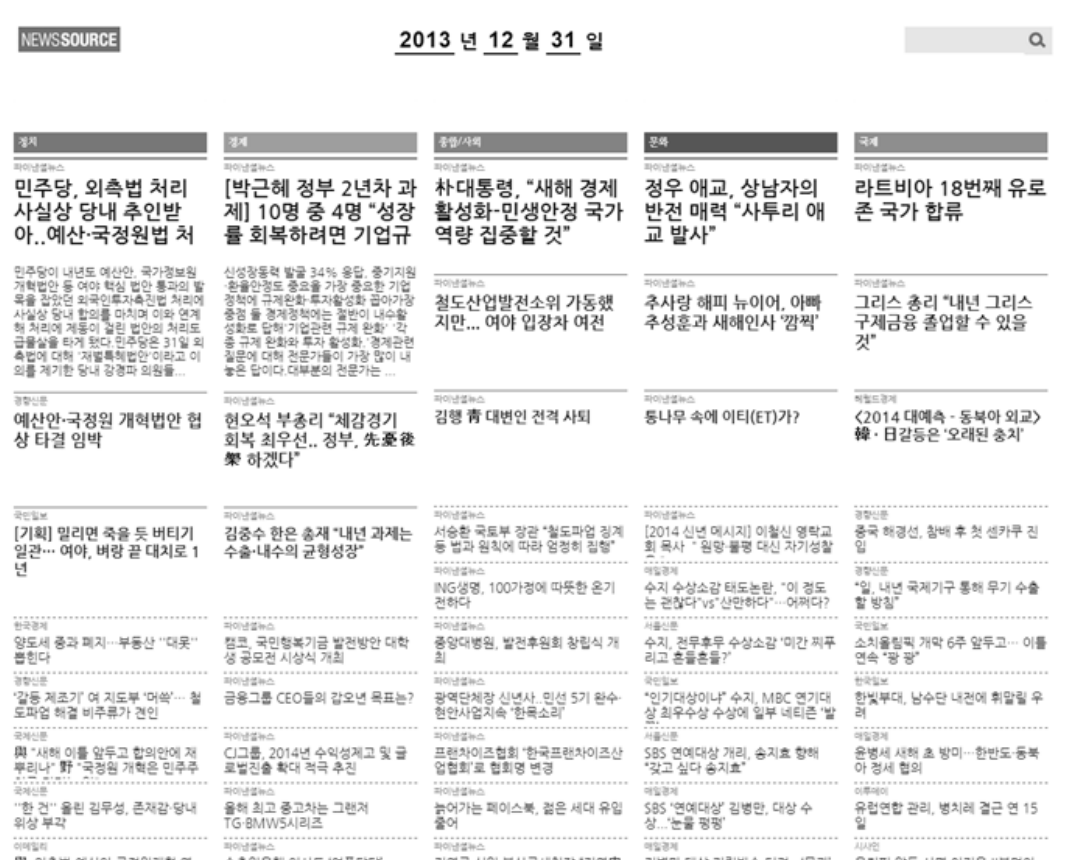 NEWSSOURCE
2013 년 12 월 31 일
정치
파이낸셜뉴스
민주당, 외촉법 처리
사실상 당내 추인받
아..예산·국정원법 처
민주당이 내년도 예산안, 국가정보원
개혁법안 등 여야 핵심 법안 통과의 발
목을 잡았던 외국인투자촉진법 처리에
사실상 당내 합의를 마치며 이와 연계
해 처리에 제동이 걸린 법안의 처리도
급물살을 타게 됐다.민주당은 31일 외
촉법에 대해 '재벌특혜법안'이라고 이
의를 제기한 당내 강경파 의원들...
경향신문
예산안·국정원 개혁법안 협
상 타결 임박
국민일보
[기획] 밀리면 죽을 듯 버티기
일관… 여야, 벼랑 끝 대치로 1
년
한국경제
양도세 중과 폐지…부동산 ''대못''
뽑힌다
경향신문
'갈등 제조기' 여 지도부 '머쓱'… 철
도파업 해결 비주류가 견인
국제신문
與 "새해 이틀 앞두고 합의안에 재
뿌리나" 野 "국정원 개혁은 민주주
국제신문
''한 건'' 올린 김무성, 존재감·당내
위상 부각
이데일리
경제
파이낸셜뉴스
[박근혜 정부 2년차 과
제] 10명 중 4명 "성장
률 회복하려면 기업규
신성장동력 발굴 34% 응답, 중기지원
·환율안정도 중요올 가장 중요한 기업
정책에 규제완화·투자활성화 꼽아가장
중점 둘 경제정책에는 절반이 내수활
성화로 답해'기업관련 규제 완화' '각
종 규제 완화와 투자 활성화.'경제관련
질문에 대해 전문가들이 가장 많이 내
놓은 답이다.대부분의 전문가는 ...
파이낸셜뉴스
현오석 부총리 "체감경기
회복 최우선.. 정부, 先憂後
樂 하겠다"
파이낸셜뉴스
김중수 한은 총재 "내년 과제는
수출·내수의 균형성장"
파이낸셜뉴스
캠코, 국민행복기금 발전방안 대학
생 공모전 시상식 개최
파이낸셜뉴스
금융그룹 CEO들의 갑오년 목표는?
파이낸셜뉴스
CJ그룹, 2014년 수익성제고 및 글
로벌진출 확대 적극 추진
파이낸셜뉴스
올해 최고 중고차는 그랜저
TG·BMW5시리즈
파이낸셜뉴스
종합/사회
파이낸셜뉴스
朴대통령, "새해 경제
활성화-민생안정 국가
역량 집중할 것"
파이낸셜뉴스
철도산업발전소위 가동했
지만... 여야 입장차 여전
파이낸셜뉴스
김행 靑 대변인 전격 사퇴
파이낸셜뉴스
서승환 국토부 장관 "철도파업 징계
등 법과 원칙에 따라 엄정히 집행"
파이낸셜뉴스
ING생명, 100가정에 따뜻한 온기
전하다
파이낸셜뉴스
중앙대병원, 발전후원회 창립식 개
최
파이낸셜뉴스
광역단체장 신년사..민선 5기 완수·
현안사업지속 '한목소리'
파이낸셜뉴스
프랜차이즈협회 '한국프랜차이즈산
업협회'로 협회명 변경
파이낸셜뉴스
늙어가는 페이스북, 젊은 세대 유입
줄어
파이낸셜뉴스
문화
파이낸셜뉴스
정우 애교, 상남자의
반전 매력 "사투리 애
교 발사"
파이낸셜뉴스
추사랑 해피 뉴이어, 아빠
추성훈과 새해인사 '깜찍'
파이낸셜뉴스
통나무 속에 이티(ET)가?
파이낸셜뉴스
[2014 신년 메시지] 이철신 영락교
회 목사 " 원망·불평 대신 자기성찰
매일경제
수지 수상소감 태도논란, "이 정도
는 괜찮다"vs"산만하다"…어쩌다?
서울신문
수지, 전무후무 수상소감 '미간 찌푸
리고 흔들흔들?'
국민일보
"인기대상이냐" 수지, MBC 연기대
상 최우수상 수상에 일부 네티즌 '발
서울신문
SBS 연예대상 개리, 송지효 향해
"갖고 싶다 송지효"
매일경제
SBS '연예대상' 김병만, 대상 수
상...'눈물 펑펑'
매일경제
국제
파이낸셜뉴스
라트비아 18번째 유로
존 국가 합류
파이낸셜뉴스
그리스 총리 "내년 그리스
구제금융 졸업할 수 있을
것"
헤럴드경제
<2014 대예측 - 동북아 외교>
韓·日갈등은 '오래된 충치'
경향신문
중국 해경선, 참배 후 첫 센카쿠 진
입
경향신문
"일, 내년 국제기구 통해 무기 수출
할 방침"
국민일보
소치올림픽 개막 6주 앞두고… 이틀
연속 "쾅 쾅"
한국일보
한빛부대, 남수단 내전에 휘말릴 우
려
매일경제
윤병세 새해 초 방미…한반도·동북
아 정세 협의
이투데이
유럽연합 관리, 병치레 결근 연 15
일
시사인